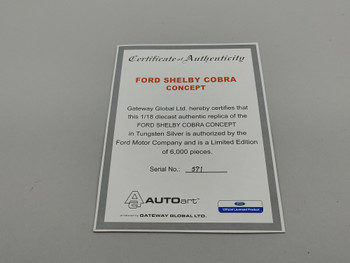 Certificate of Authenticity
FORD SHELBY COBRA
CONCEPT
Gateway Global Ltd. hereby certifies that
this 1/18 diecast authentic replica of the
FORD SHELBY COBRA CONCEPT
in Tungsten Silver is authorized by the
Ford Motor Company and is a Limited Edition
of 6,000 pieces.
Serial No.: 571
AUTOart
GATEWAY GLOBAL LTD.
Ford
Official Licensed Product